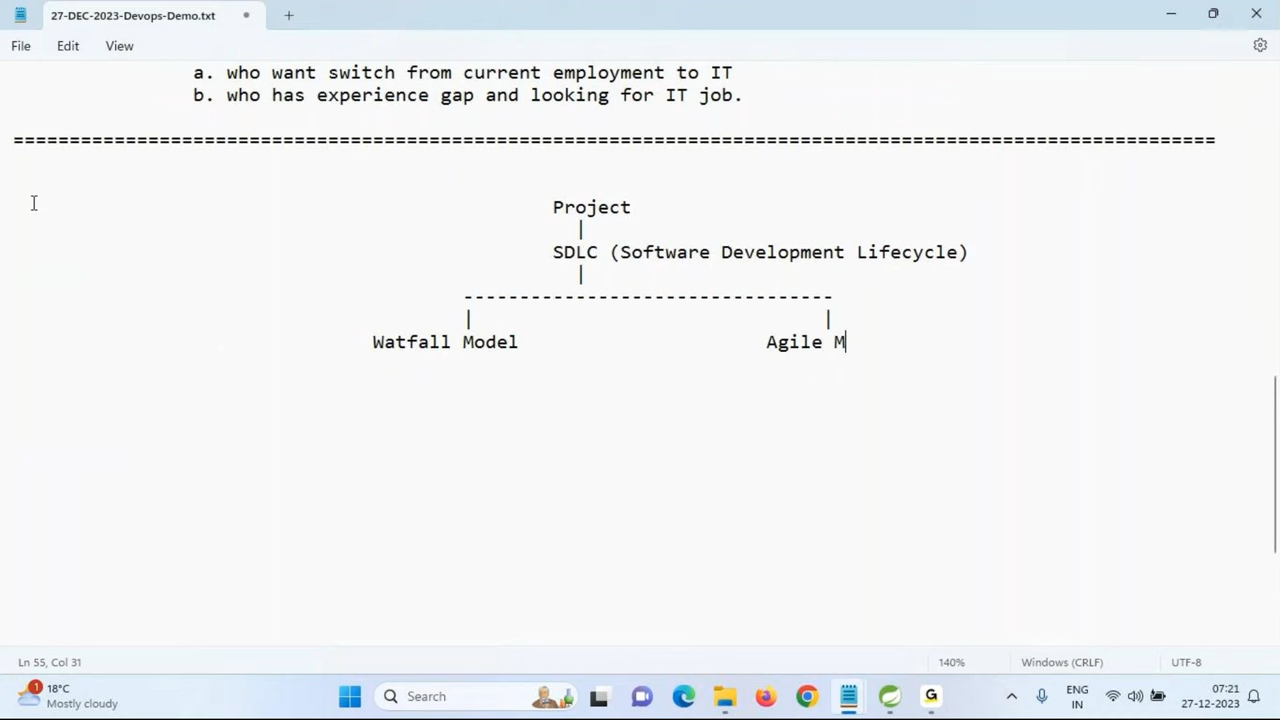 27-DEC-2023-Devops-Demo.txt
File Edit View
a. who want switch from current employment to IT
b. who has experience gap and looking for IT job.
===========================================================================================================
Project
|
SDLC (Software Development Lifecycle)
|
---------------------------------
| |
Watfall Model Agile M
Ln 55, Col 31 140% Windows (CRLF) UTF-8
1 18°C
Mostly cloudy
Search
G
ENG
IN
07:21
27-12-2023